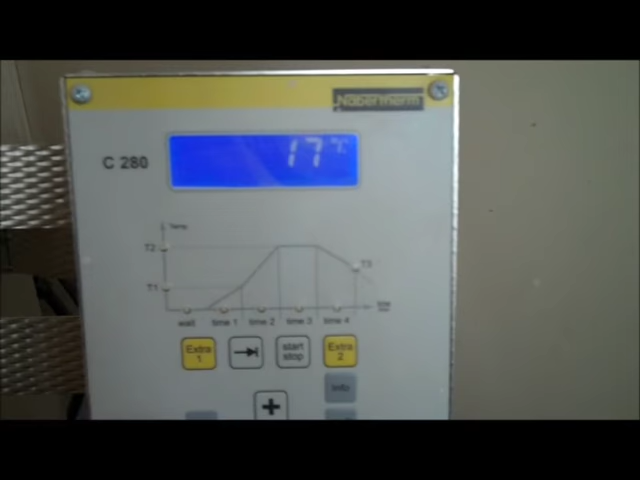 Nabertherm
C 280
17 °C
Temp
T2
T3
T1
wait time 1 time 2 time 3 time 4
Extra 1
start stop
Extra 2
info
+